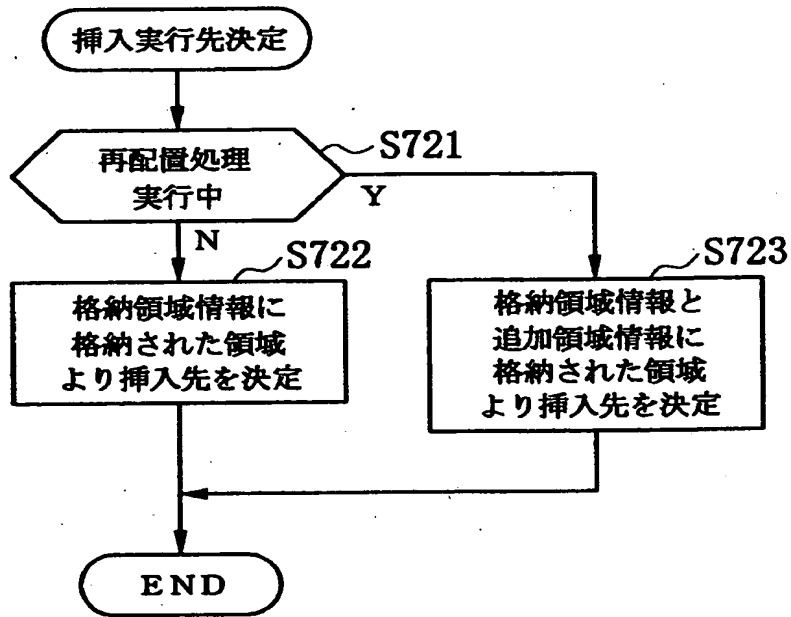 挿入実行先決定
再配置処理
実行中
S721
Y
N
S722
格納領域情報に
格納された領域
より挿入先を決定
S723
格納領域情報と
追加領域情報に
格納された領域
より挿入先を決定
END